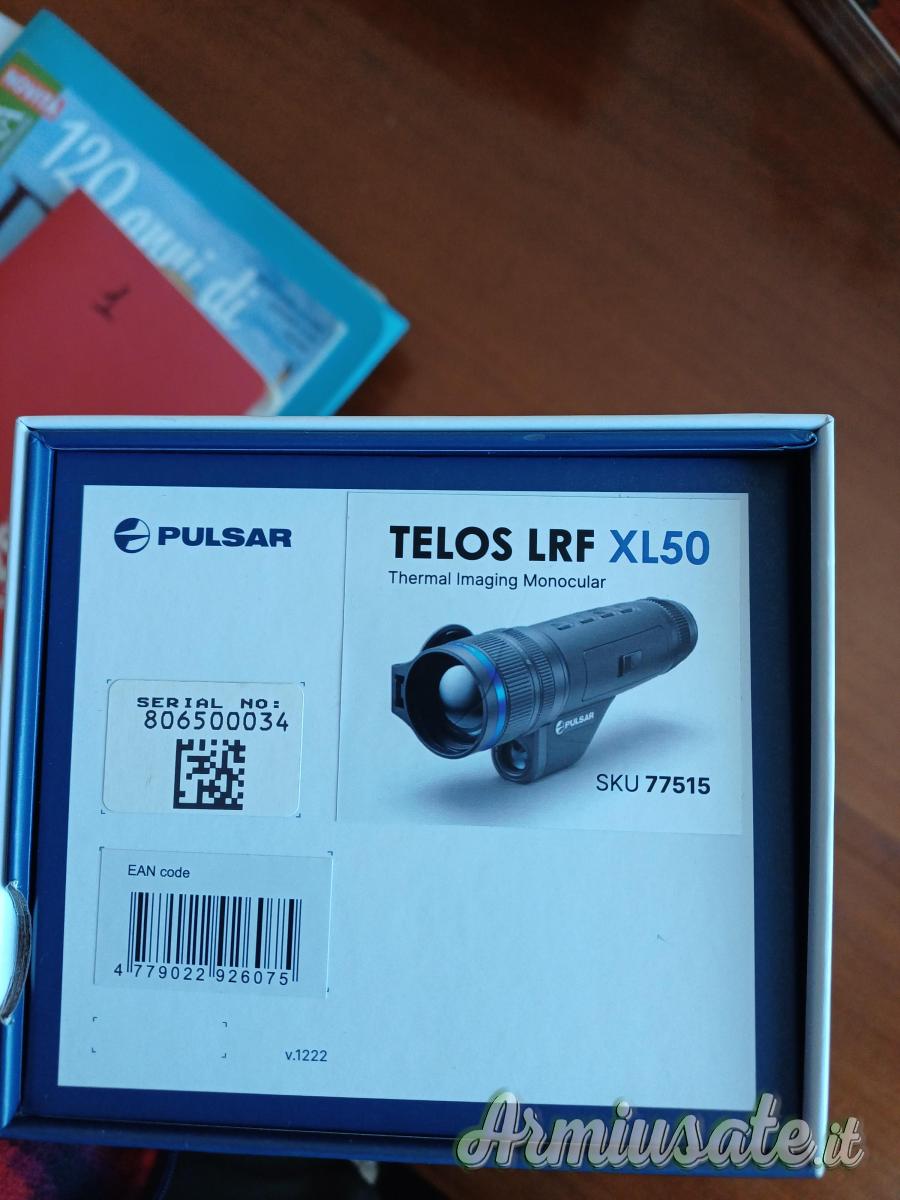 120 anni di
PULSAR
TELOS LRF XL50
Thermal Imaging Monocular
PULSAR
SKU 77515
SERIAL NO:
806500034
EAN code
4 779022 926075
v.1222
Armiusate.it